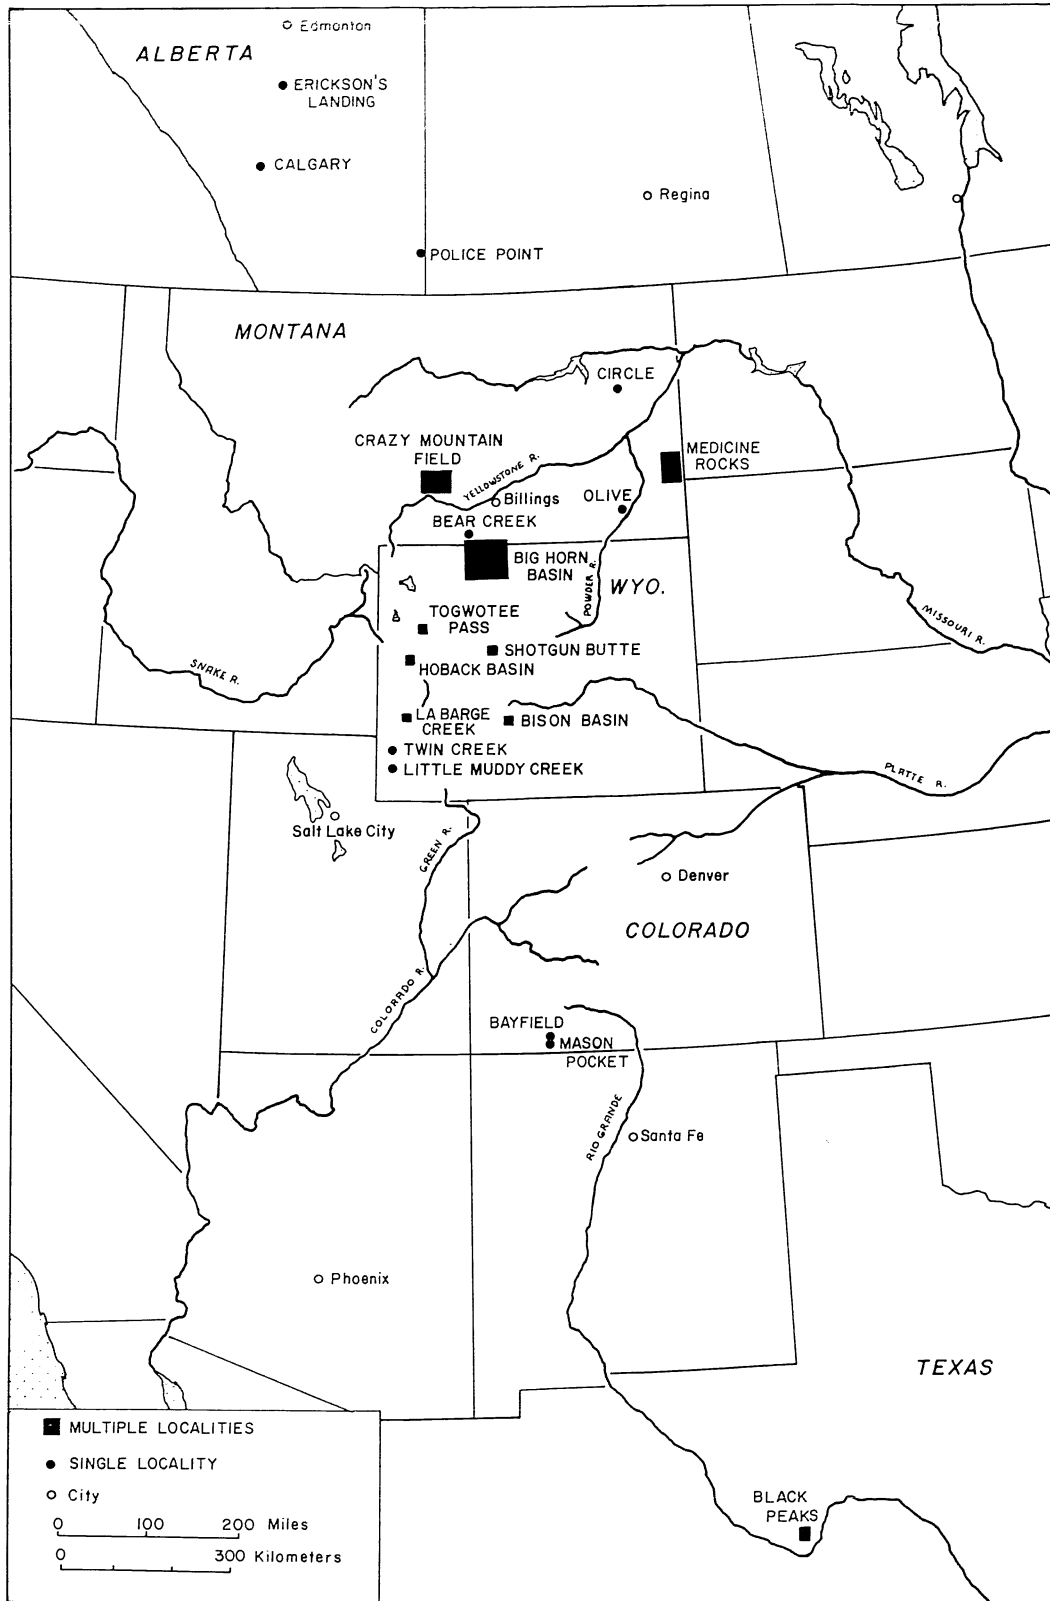 Edmonton
ALBERTA
ERICKSON'S
LANDING
CALGARY
Regina
POLICE POINT
MONTANA
CIRCLE
CRAZY MOUNTAIN
FIELD
MEDICINE
ROCKS
YELLOWSTONE R.
Billings
OLIVE
BEAR CREEK
BIG HORN
BASIN
POWDER R.
WYO.
TOGWOTEE
PASS
MISSOURI R.
SHOTGUN BUTTE
HOBACK BASIN
SNAKE R.
LA BARGE
CREEK
BISON BASIN
TWIN CREEK
LITTLE MUDDY CREEK
PLATTE R.
Salt Lake City
GREEN R.
Denver
COLORADO
COLORADO R.
BAYFIELD
MASON
POCKET
RIO GRANDE
Santa Fe
Phoenix
TEXAS
BLACK
PEAKS
MULTIPLE LOCALITIES
SINGLE LOCALITY
City
0 100 200 Miles
0 300 Kilometers